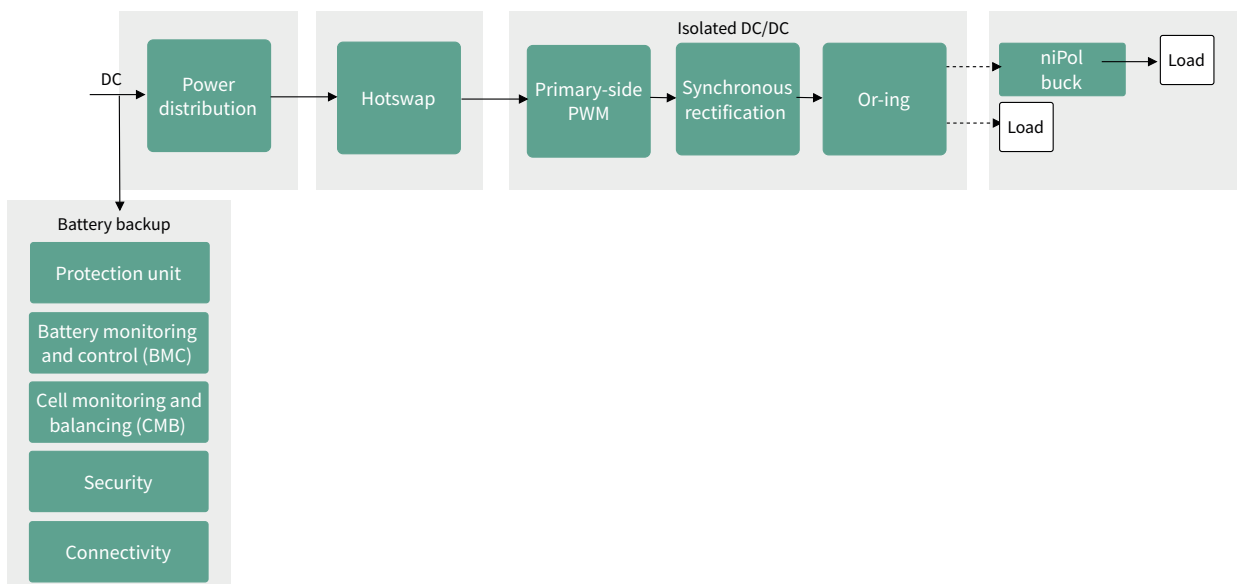 Isolated DC/DC
DC
Power
distribution
Hotswap
Primary-side
PWM
Synchronous
rectification
Or-ing
niPol
buck
Load
Load
Battery backup
Protection unit
Battery monitoring
and control (BMC)
Cell monitoring and
balancing (CMB)
Security
Connectivity